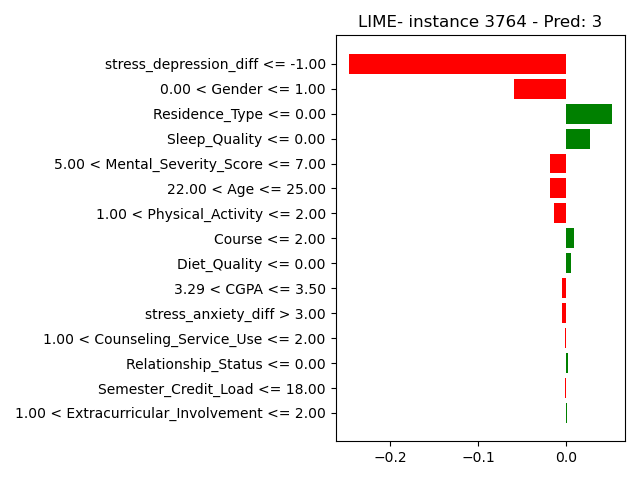 LIME- instance 3764 - Pred: 3
stress_depression_diff <= -1.00
0.00 < Gender <= 1.00
Residence_Type <= 0.00
Sleep_Quality <= 0.00
5.00 < Mental_Severity_Score <= 7.00
22.00 < Age <= 25.00
1.00 < Physical_Activity <= 2.00
Course <= 2.00
Diet_Quality <= 0.00
3.29 < CGPA <= 3.50
stress_anxiety_diff > 3.00
1.00 < Counseling_Service_Use <= 2.00
Relationship_Status <= 0.00
Semester_Credit_Load <= 18.00
1.00 < Extracurricular_Involvement <= 2.00
−0.2 −0.1 0.0